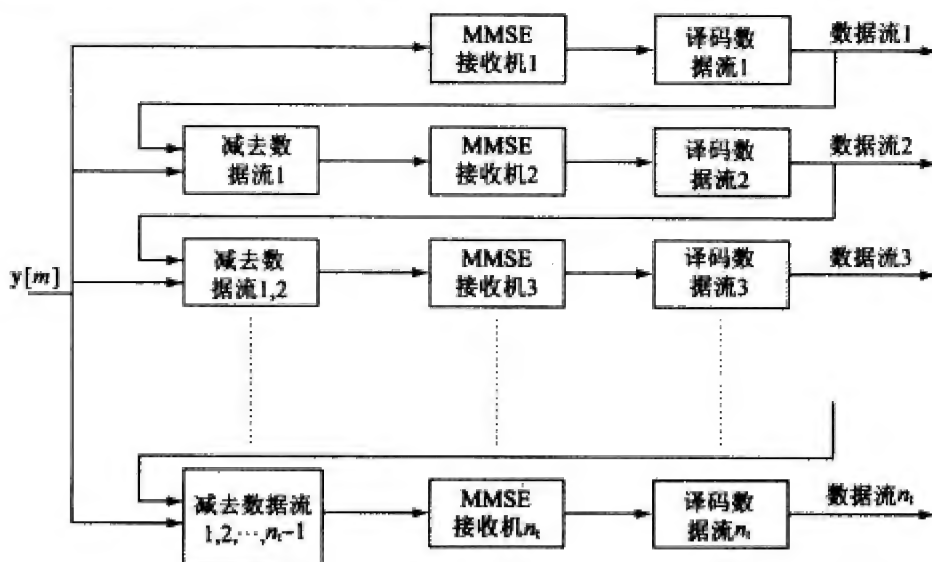 MMSE
接收机1
译码数
据流1
数据流1
减去数
据流1
MMSE
接收机2
译码数
据流2
数据流2
y[m]
减去数
据流1,2
MMSE
接收机3
译码数
据流3
数据流3
减去数据流
1,2,…,nₜ-1
MMSE
接收机nₜ
译码数
据流nₜ
数据流nₜ